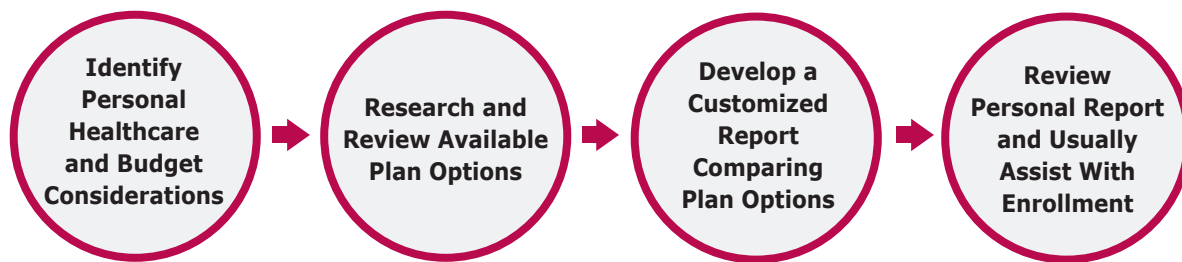 Identify
Personal
Healthcare
and Budget
Considerations
Research and
Review Available
Plan Options
Develop a
Customized
Report
Comparing
Plan Options
Review
Personal Report
and Usually
Assist With
Enrollment